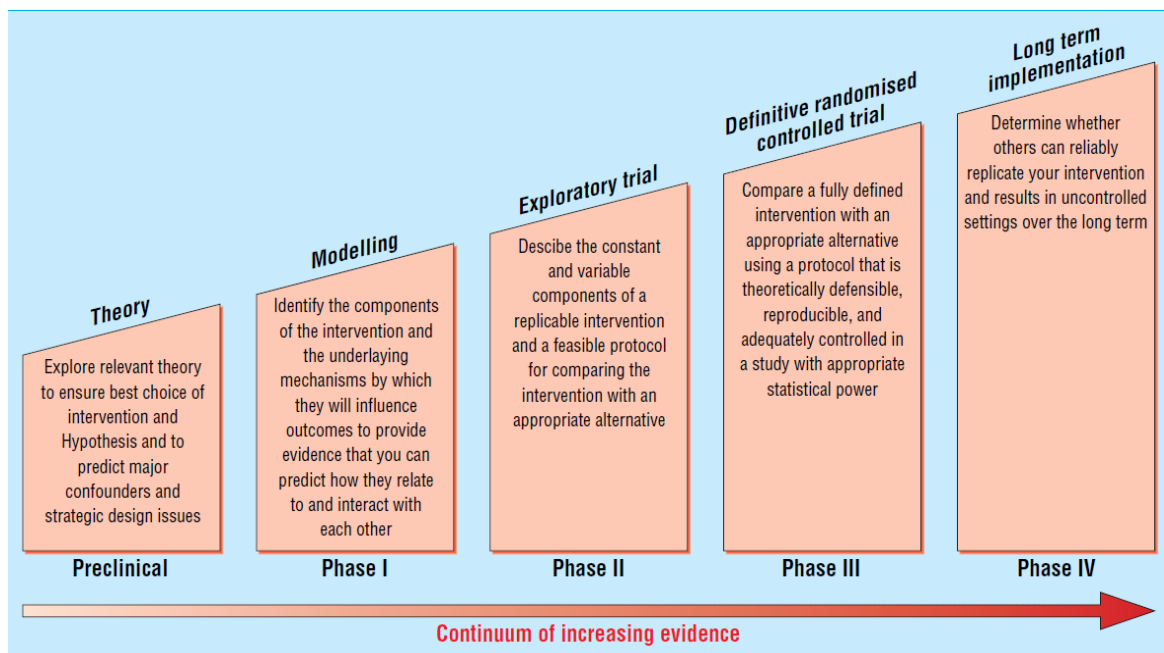 Theory
Explore relevant theory
to ensure best choice of
intervention and
Hypothesis and to
predict major
confounders and
strategic design issues
Preclinical
Modelling
Identify the components
of the intervention and
the underlaying
mechanisms by which
they will influence
outcomes to provide
evidence that you can
predict how they relate
to and interact with
each other
Phase I
Exploratory trial
Descibe the constant
and variable
components of a
replicable intervention
and a feasible protocol
for comparing the
intervention with an
appropriate alternative
Phase II
Definitive randomised
controlled trial
Compare a fully defined
intervention with an
appropriate alternative
using a protocol that is
theoretically defensible,
reproducible, and
adequately controlled in
a study with appropriate
statistical power
Phase III
Long term
implementation
Determine whether
others can reliably
replicate your intervention
and results in uncontrolled
settings over the long term
Phase IV
Continuum of increasing evidence